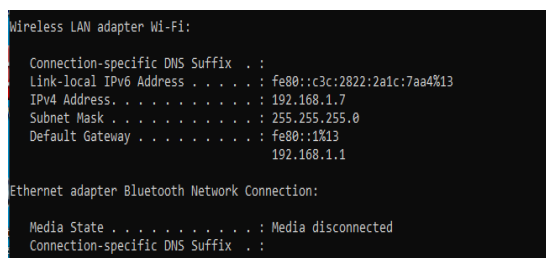 Wireless LAN adapter Wi-Fi:
Connection-specific DNS Suffix  . :
Link-local IPv6 Address . . . . . : fe80::c3c:2822:2a1c:7aa4%13
IPv4 Address. . . . . . . . . . . : 192.168.1.7
Subnet Mask . . . . . . . . . . . : 255.255.255.0
Default Gateway . . . . . . . . . : fe80::1%13
192.168.1.1
Ethernet adapter Bluetooth Network Connection:
Media State . . . . . . . . . . . : Media disconnected
Connection-specific DNS Suffix  . :